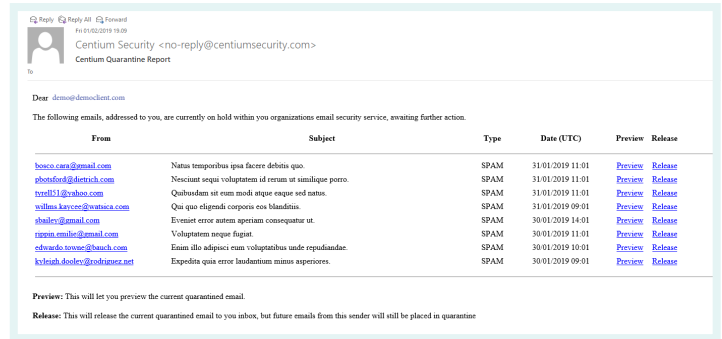 Reply Reply All Forward
Fri 01/02/2019 19:09
Centium Security <no-reply@centiumsecurity.com>
Centium Quarantine Report
To
Dear demo@democlient.com
The following emails, addressed to you, are currently on hold within you organizations email security service, awaiting further action.
From Subject Type Date (UTC) Preview Release
bosco.cara@gmail.com Natus temporibus ipsa facere debitis quo. SPAM 31/01/2019 11:01 Preview Release
pbotsford@dietrich.com Nesciunt sequi voluptatem id rerum ut similique porro. SPAM 31/01/2019 11:01 Preview Release
tyrell51@yahoo.com Quibusdam sit eum modi atque eaque sed natus. SPAM 31/01/2019 11:01 Preview Release
willms.kaycee@watsica.com Qui quo eligendi corporis eos blanditiis. SPAM 31/01/2019 09:01 Preview Release
sbailey@gmail.com Eveniet error autem aperiam consequatur ut. SPAM 30/01/2019 14:01 Preview Release
rippin.emilie@gmail.com Voluptatem neque fugiat. SPAM 30/01/2019 11:01 Preview Release
edwardo.towne@bauch.com Enim illo adipisci eum voluptatibus unde repudiandae. SPAM 30/01/2019 10:01 Preview Release
kyleigh.dooley@rodriguez.net Expedita quia error laudantium minus asperiores. SPAM 30/01/2019 09:01 Preview Release
Preview: This will let you preview the current quarantined email.
Release: This will release the current quarantined email to you inbox, but future emails from this sender will still be placed in quarantine